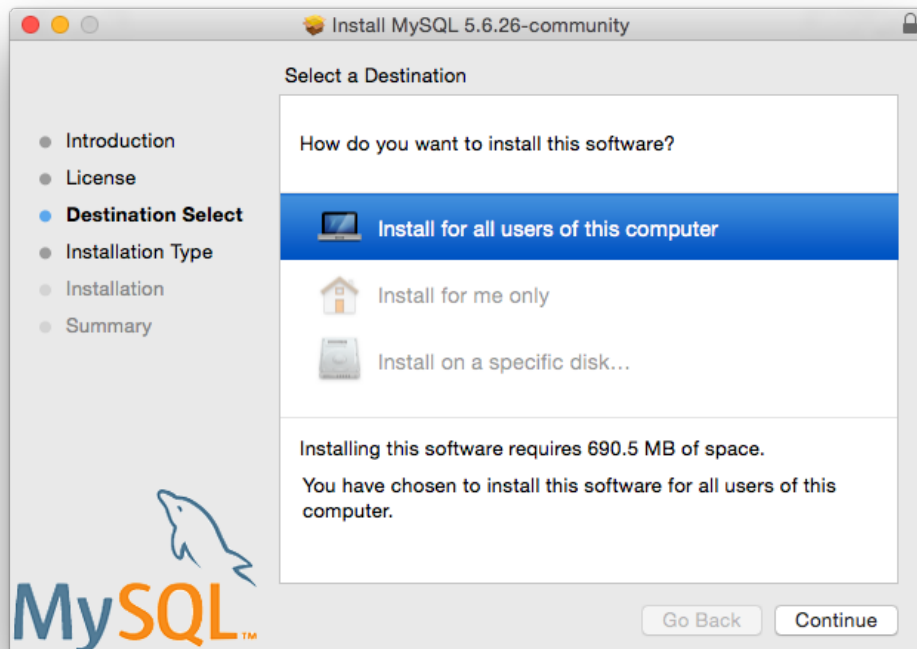 Install MySQL 5.6.26-community
Select a Destination
Introduction
License
Destination Select
Installation Type
Installation
Summary
How do you want to install this software?
Install for all users of this computer
Install for me only
Install on a specific disk...
Installing this software requires 690.5 MB of space.
You have chosen to install this software for all users of this
computer.
MySQL™
Go Back
Continue